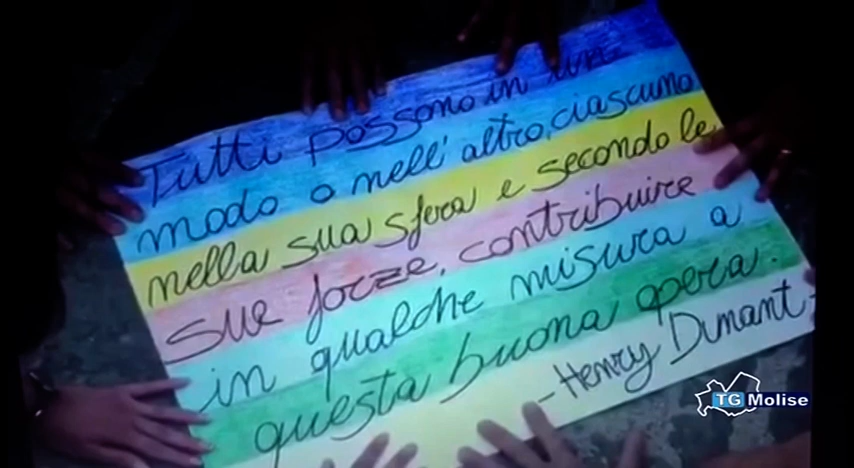 Tutti possono in un
modo o nell'altro, ciascuno
nella sua sfera e secondo le
sue forze, contribuire
in qualche misura a
questa buona opera.
-Henry Dunant-
TG Molise